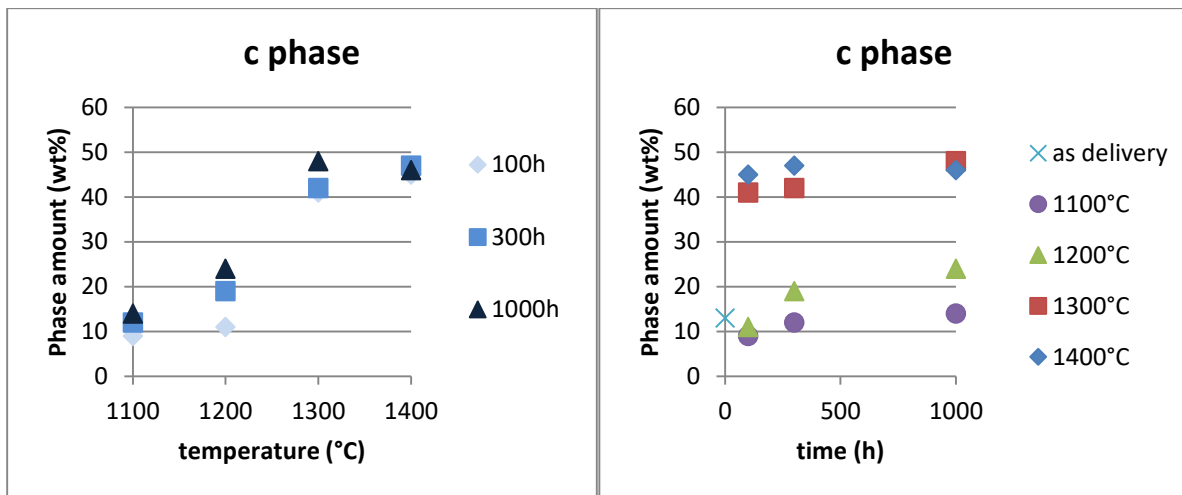 c phase
Phase amount (wt%)
60
50
40
30
20
10
0
1100 1200 1300 1400
temperature (°C)
100h
300h
1000h
c phase
Phase amount (wt%)
60
50
40
30
20
10
0
0 500 1000
time (h)
as delivery
1100°C
1200°C
1300°C
1400°C